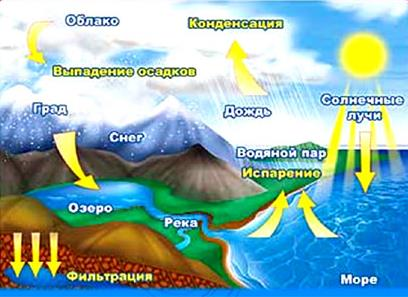 Облако
Конденсация
Выпадение осадков
Град
Дождь
Солнечные
лучи
Снег
Водяной пар
Испарение
Озеро
Река
Фильтрация
Море